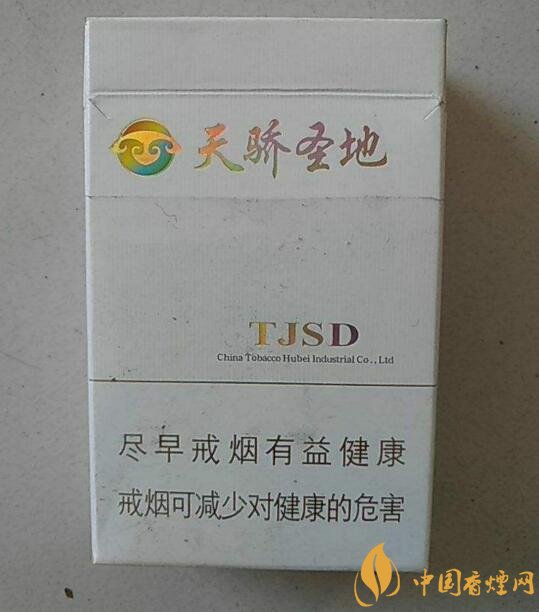 天骄圣地
TJSD
China Tobacco Hubei Industrial Co., Ltd
尽早戒烟有益健康
戒烟可减少对健康的危害
中国香烟网